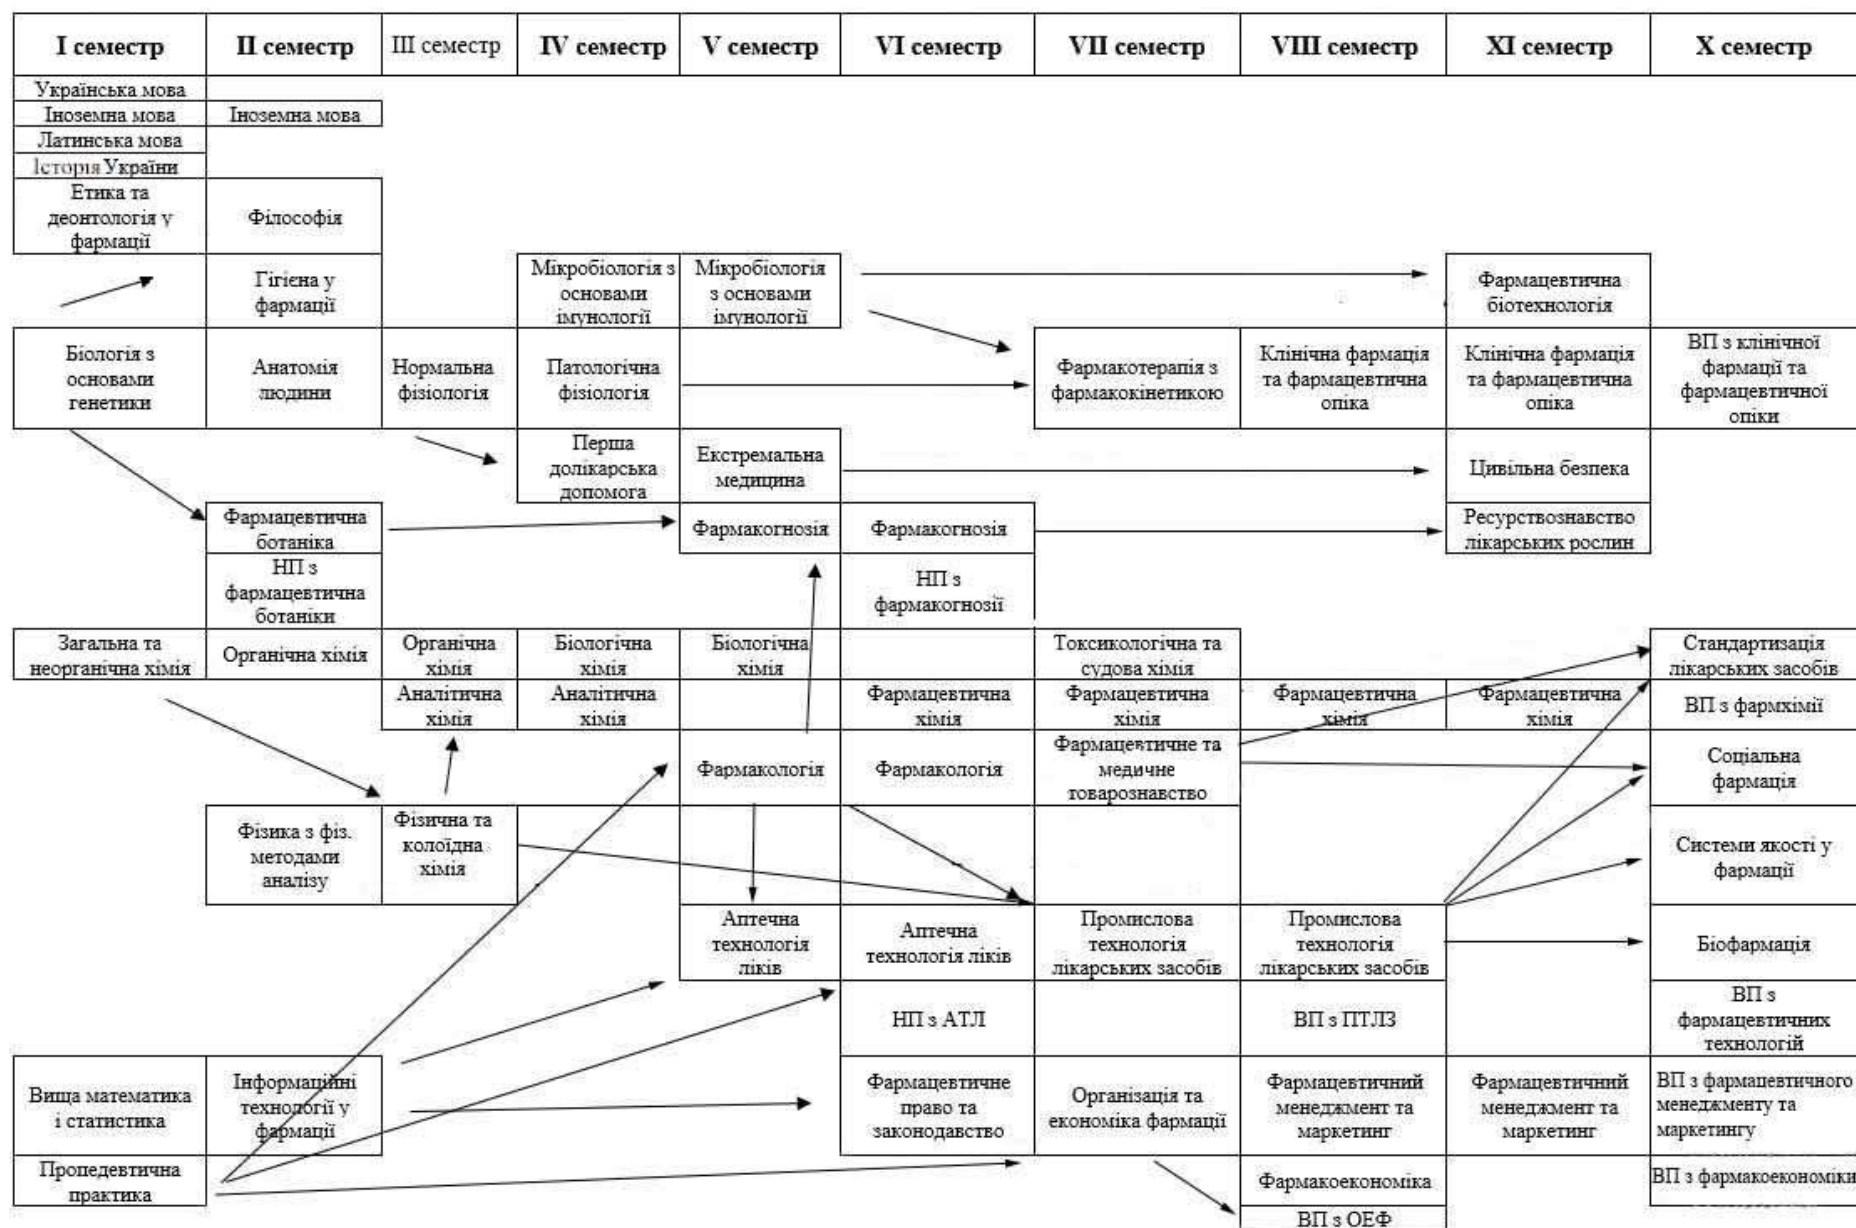 І семестр
ІІ семестр
ІІІ семестр
IV семестр
V семестр
VI семестр
VII семестр
VIII семестр
XI семестр
X семестр
Українська мова
Іноземна мова
Іноземна мова
Латинська мова
Історія України
Етика та
деонтологія у
фармації
Філософія
Гігієна у
фармації
Мікробіологія з
основами
імунології
Мікробіологія
з основами
імунології
Фармацевтична
біотехнологія
Біологія з
основами
генетики
Анатомія
людини
Нормальна
фізіологія
Патологічна
фізіологія
Фармакотерапія з
фармакокінетикою
Клінічна фармація
та фармацевтична
опіка
Клінічна фармація
та фармацевтична
опіка
ВП з клінічної
фармації та
фармацевтичної
опіки
Перша
долікарська
допомога
Екстремальна
медицина
Цивільна безпека
Фармацевтична
ботаніка
Фармакогнозія
Фармакогнозія
Ресурствознавство
лікарських рослин
НП з
фармацевтична
ботаніки
НП з
фармакогнозії
Загальна та
неорганічна хімія
Органічна хімія
Органічна
хімія
Біологічна
хімія
Біологічна
хімія
Токсикологічна та
судова хімія
Стандартизація
лікарських засобів
Аналітична
хімія
Аналітична
хімія
Фармацевтична
хімія
Фармацевтична
хімія
Фармацевтична
хімія
Фармацевтична
хімія
ВП з фармхімії
Фармакологія
Фармакологія
Фармацевтичне та
медичне
товарознавство
Соціальна
фармація
Фізика з фіз.
методами
аналізу
Фізична та
колоїдна
хімія
Системи якості у
фармації
Аптечна
технологія
ліків
Аптечна
технологія ліків
Промислова
технологія
лікарських засобів
Промислова
технологія
лікарських засобів
Біофармація
НП з АТЛ
ВП з ПТЛЗ
ВП з
фармацевтичних
технологій
Вища математика
і статистика
Інформаційні
технології у
фармації
Фармацевтичне
право та
законодавство
Організація та
економіка фармації
Фармацевтичний
менеджмент та
маркетинг
Фармацевтичний
менеджмент та
маркетинг
ВП з фармацевтичного
менеджменту та
маркетингу
Пропедевтична
практика
Фармакоекономіка
ВП з фармакоекономіки
ВП з ОЕФ